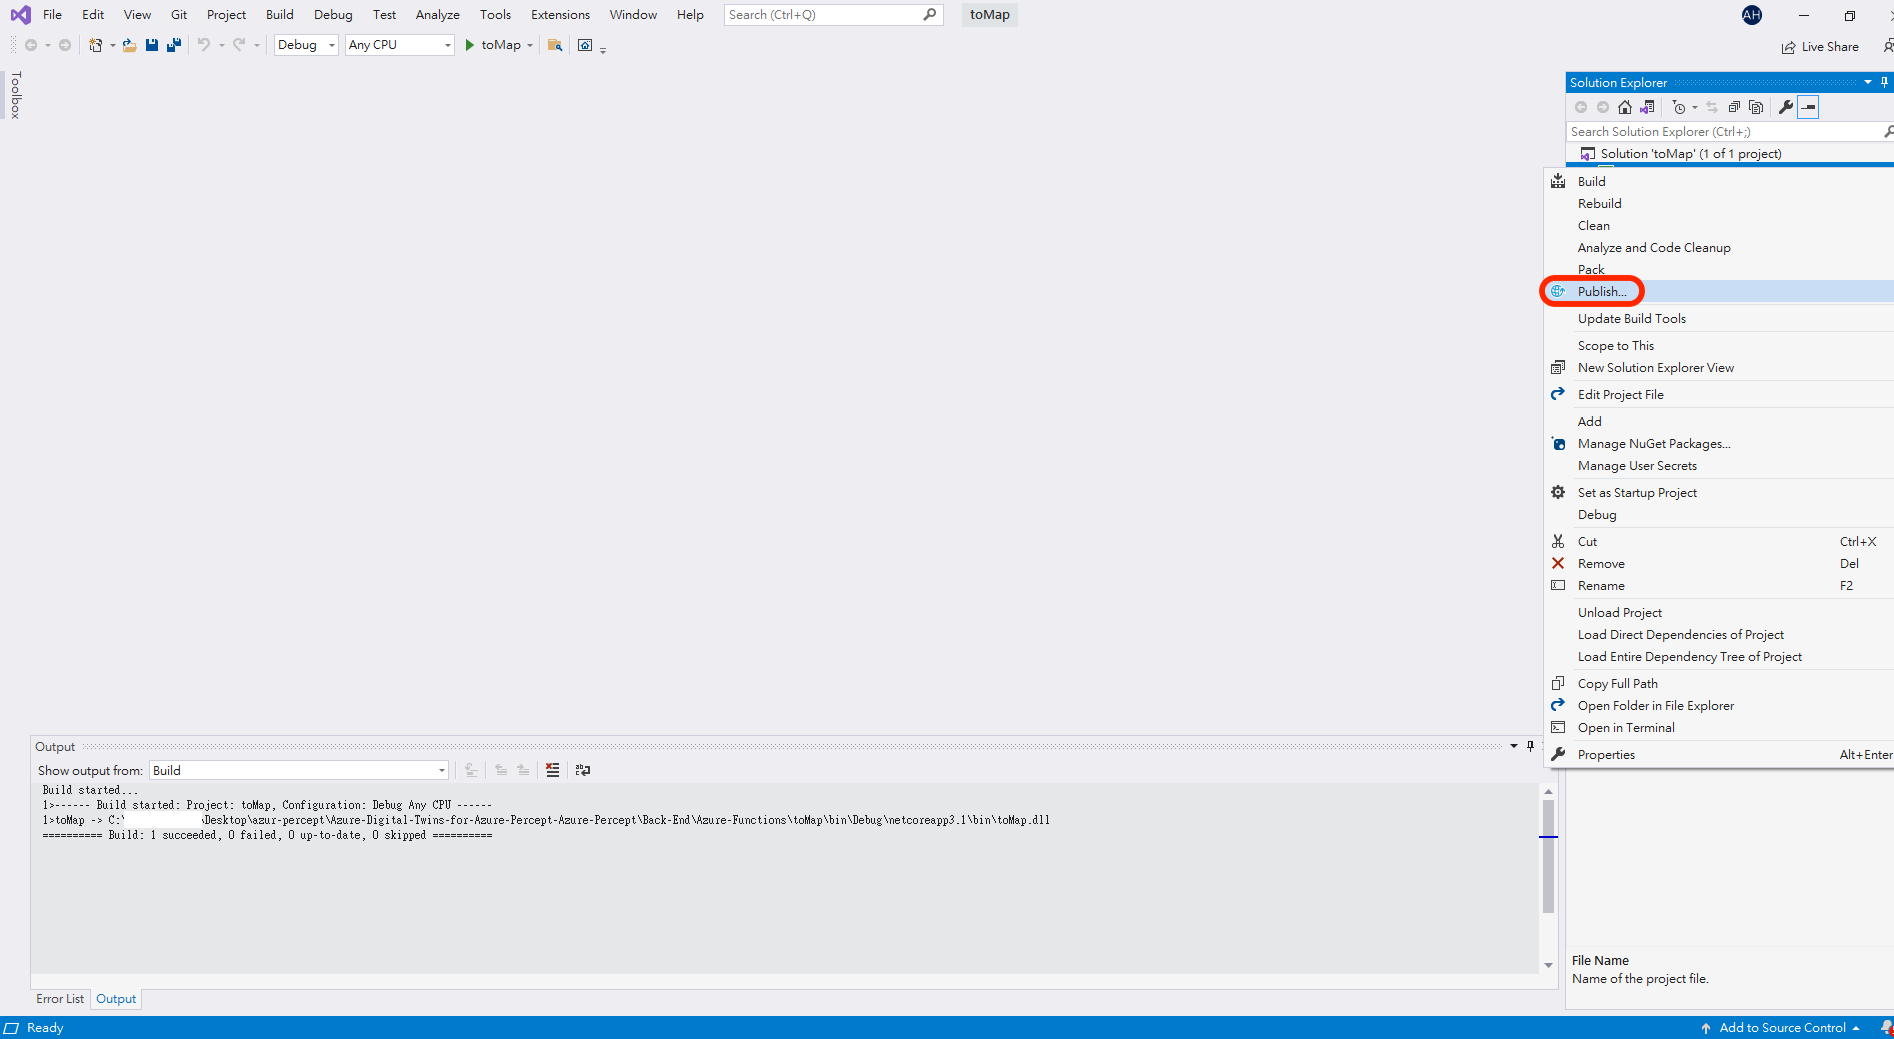 File Edit View Git Project Build Debug Test Analyze Tools Extensions Window Help Search (Ctrl+Q) toMap AH
Debug Any CPU toMap Live Share
Toolbox
Solution Explorer
Search Solution Explorer (Ctrl+;)
Solution 'toMap' (1 of 1 project)
Build
Rebuild
Clean
Analyze and Code Cleanup
Pack
Publish...
Update Build Tools
Scope to This
New Solution Explorer View
Edit Project File
Add
Manage NuGet Packages...
Manage User Secrets
Set as Startup Project
Debug
Cut Ctrl+X
Remove Del
Rename F2
Unload Project
Load Direct Dependencies of Project
Load Entire Dependency Tree of Project
Copy Full Path
Open Folder in File Explorer
Open in Terminal
Properties Alt+Enter
Output
Show output from: Build
Build started...
1>------ Build started: Project: toMap, Configuration: Debug Any CPU ------
1>toMap -> C:\ \Desktop\azur-percept\Azure-Digital-Twins-for-Azure-Percept-Azure-Percept\Back-End\Azure-Functions\toMap\bin\Debug\netcoreapp3.1\bin\toMap.dll
========== Build: 1 succeeded, 0 failed, 0 up-to-date, 0 skipped ==========
File Name
Name of the project file.
Error List Output
Ready Add to Source Control